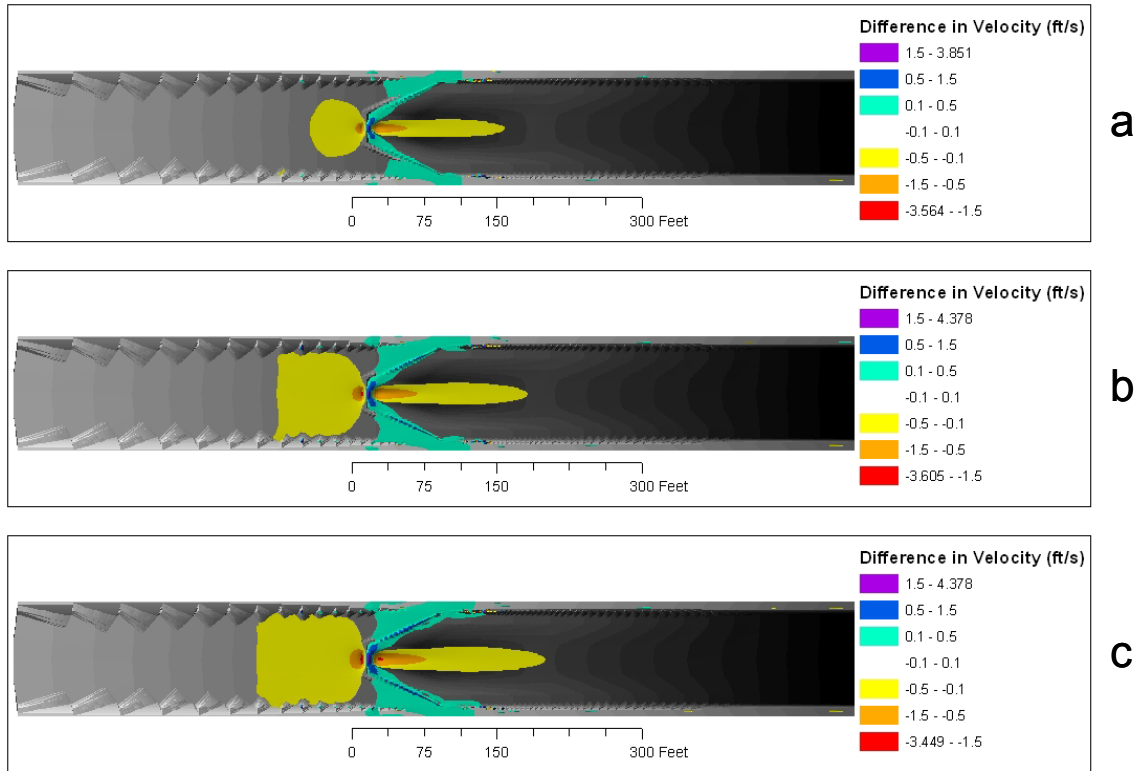 Difference in Velocity (ft/s)
1.5 - 3.851
0.5 - 1.5
0.1 - 0.5
-0.1 - 0.1
-0.5 - -0.1
-1.5 - -0.5
-3.564 - -1.5
0 75 150 300 Feet
a
Difference in Velocity (ft/s)
1.5 - 4.378
0.5 - 1.5
0.1 - 0.5
-0.1 - 0.1
-0.5 - -0.1
-1.5 - -0.5
-3.605 - -1.5
0 75 150 300 Feet
b
Difference in Velocity (ft/s)
1.5 - 4.378
0.5 - 1.5
0.1 - 0.5
-0.1 - 0.1
-0.5 - -0.1
-1.5 - -0.5
-3.449 - -1.5
0 75 150 300 Feet
c